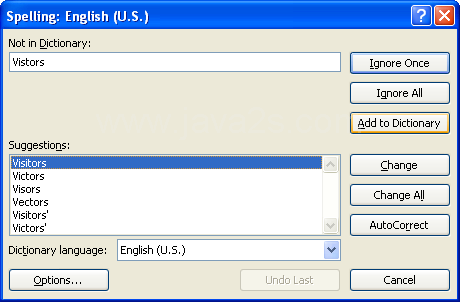 Spelling: English (U.S.)
Not in Dictionary:
Vistors
Ignore Once
Ignore All
Add to Dictionary
Suggestions:
Visitors
Victors
Visors
Vectors
Visitors'
Victors'
Change
Change All
AutoCorrect
Dictionary language:
English (U.S.)
Options...
Undo Last
Cancel